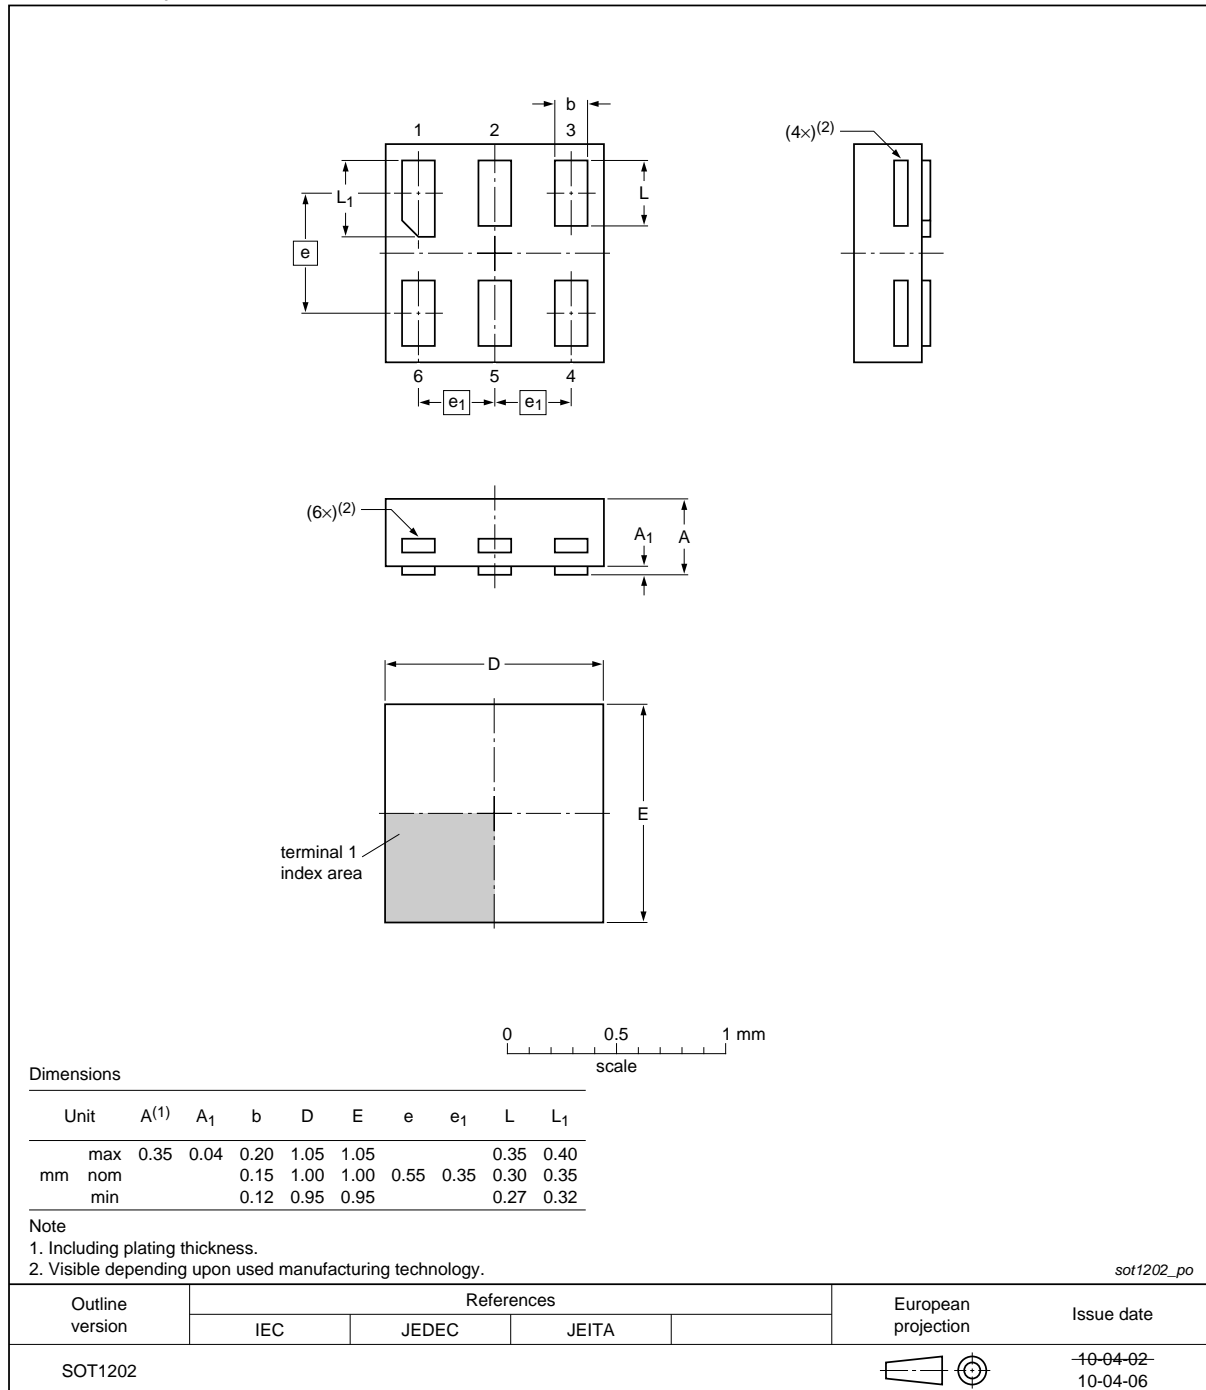 b
1 2 3
(4×)(2)
L1 L
e
6 5 4
e1 e1
(6×)(2)
A1 A
D
E
terminal 1
index area
0 0.5 1 mm
scale
Dimensions
Unit A(1) A1 b D E e e1 L L1
max 0.35 0.04 0.20 1.05 1.05 0.35 0.40
mm nom 0.15 1.00 1.00 0.55 0.35 0.30 0.35
min 0.12 0.95 0.95 0.27 0.32
Note
1. Including plating thickness.
2. Visible depending upon used manufacturing technology.
sot1202_po
Outline version References European projection Issue date
IEC JEDEC JEITA
SOT1202
10-04-02
10-04-06